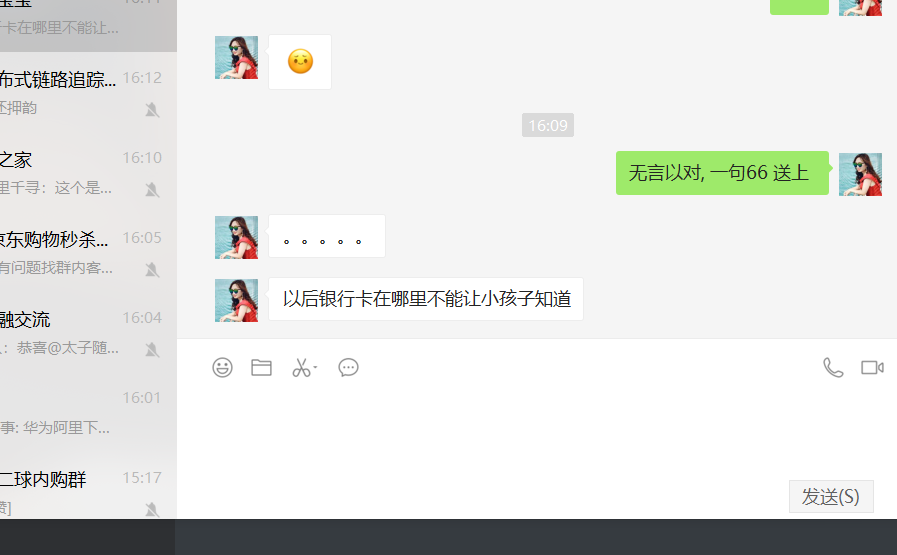 16:11
卡在哪里不能让...
布式链路追踪...
16:12
还押韵
之家
16:10
里千寻：这个是...
京东购物秒杀...
16:05
有问题找群内客...
融交流
16:04
：恭喜@太子随...
16:01
事: 华为阿里下...
二球内购群
15:17
16:09
无言以对, 一句66 送上
。。。。。
以后银行卡在哪里不能让小孩子知道
发送(S)